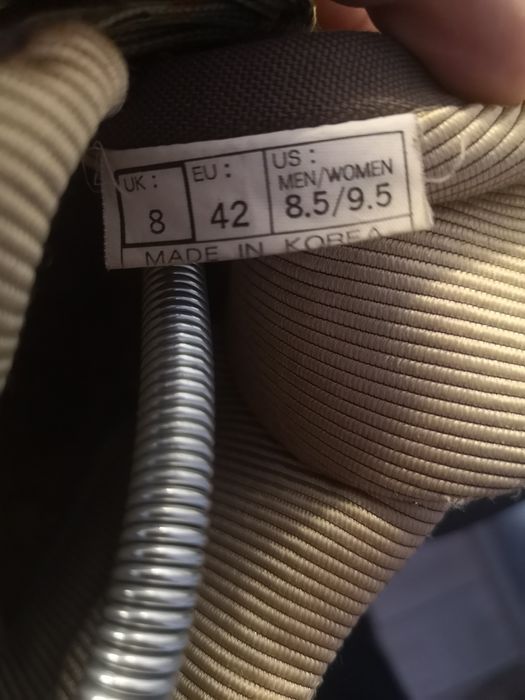 UK : EU : US :
MEN/WOMEN
8 42 8.5/9.5
MADE IN KOREA